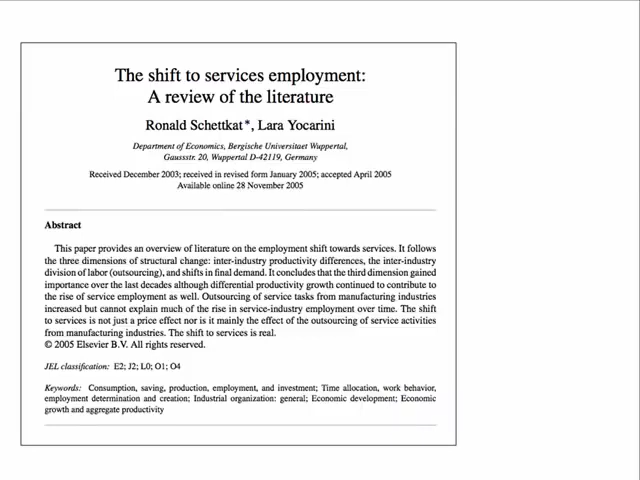 The shift to services employment:
A review of the literature
Ronald Schettkat*, Lara Yocarini
Department of Economics, Bergische Universitaet Wuppertal,
Gaussstr. 20, Wuppertal D-42119, Germany
Received December 2003; received in revised form January 2005; accepted April 2005
Available online 28 November 2005
Abstract
This paper provides an overview of literature on the employment shift towards services. It follows
the three dimensions of structural change: inter-industry productivity differences, the inter-industry
division of labor (outsourcing), and shifts in final demand. It concludes that the third dimension gained
importance over the last decades although differential productivity growth continued to contribute to
the rise of service employment as well. Outsourcing of service tasks from manufacturing industries
increased but cannot explain much of the rise in service-industry employment over time. The shift
to services is not just a price effect nor is it mainly the effect of the outsourcing of service activities
from manufacturing industries. The shift to services is real.
© 2005 Elsevier B.V. All rights reserved.
JEL classification: E2; J2; L0; O1; O4
Keywords: Consumption, saving, production, employment, and investment; Time allocation, work behavior,
employment determination and creation; Industrial organization: general; Economic development; Economic
growth and aggregate productivity